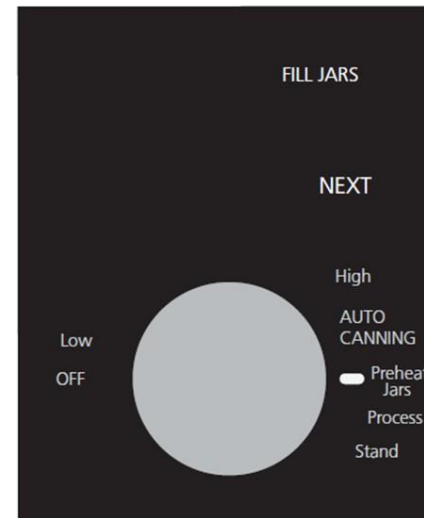 FILL JARS
NEXT
High
AUTO
CANNING
Low
OFF
Preheat
Jars
Process
Stand